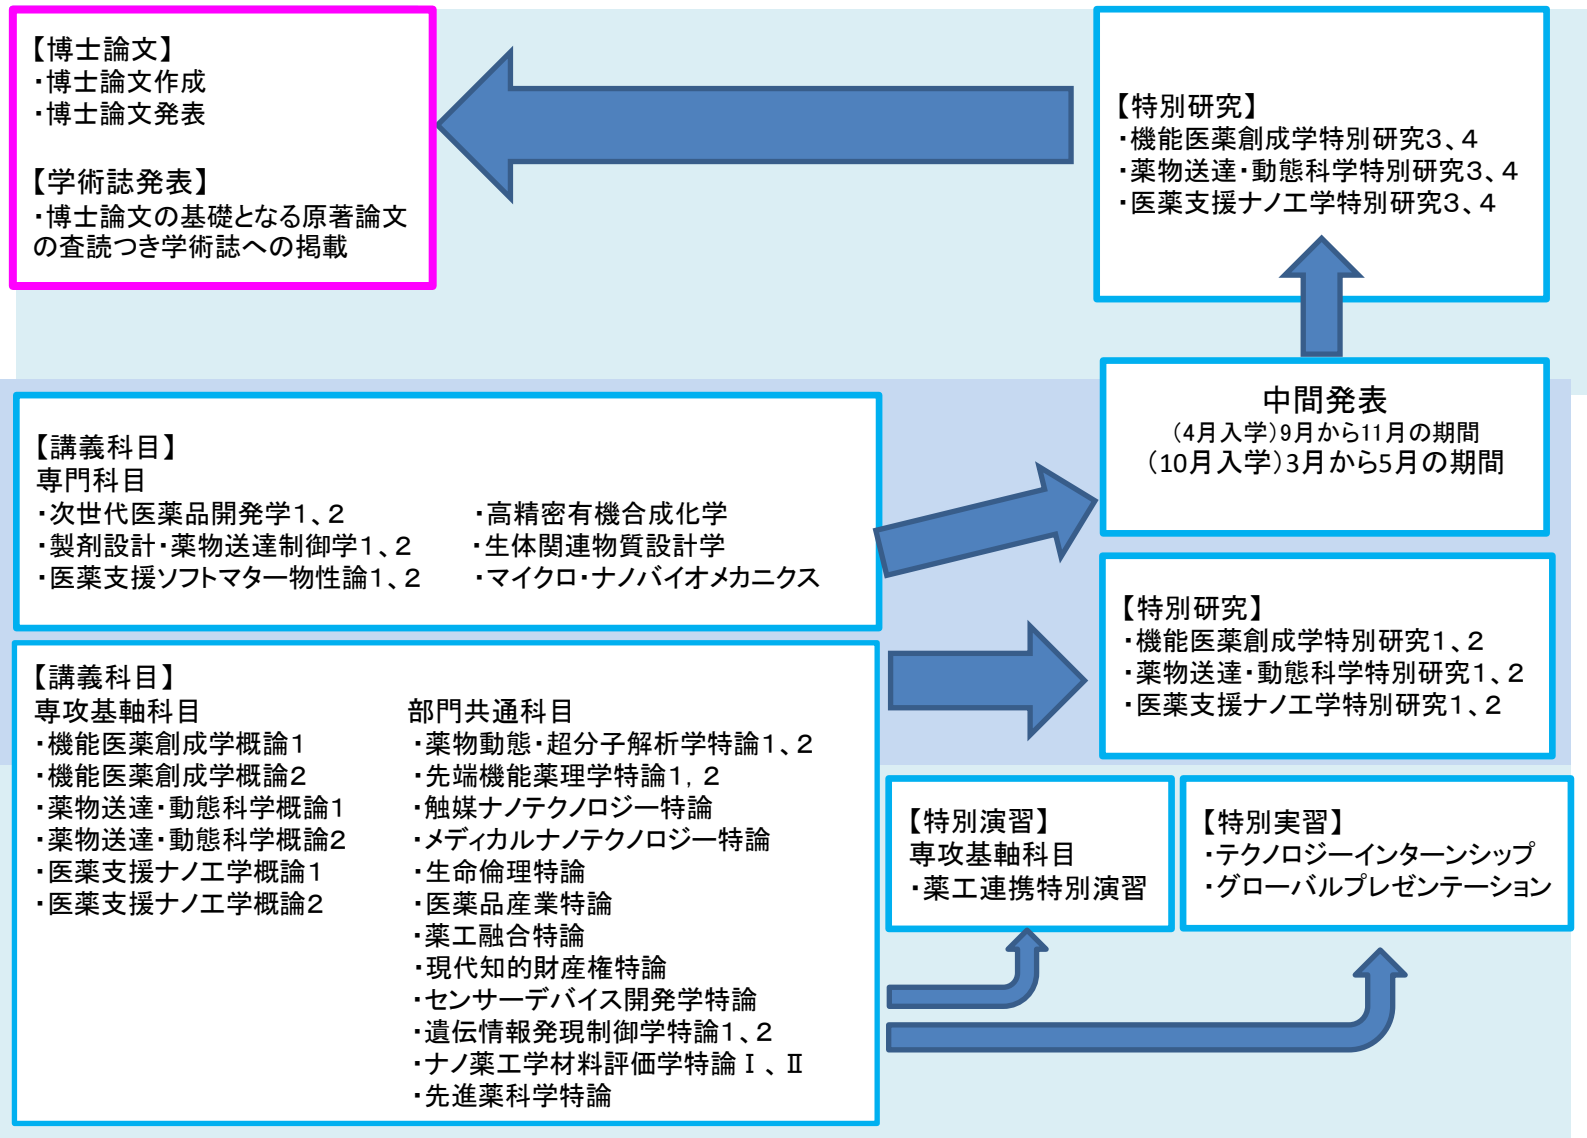 【博士論文】
・博士論文作成
・博士論文発表
【学術誌発表】
・博士論文の基礎となる原著論文
の査読つき学術誌への掲載
【特別研究】
・機能医薬創成学特別研究３、４
・薬物送達・動態科学特別研究３、４
・医薬支援ナノ工学特別研究３、４
中間発表
（4月入学）9月から11月の期間
（10月入学）3月から5月の期間
【講義科目】
専門科目
・次世代医薬品開発学１、２
・製剤設計・薬物送達制御学１、２
・医薬支援ソフトマター物性論１、２
・高精密有機合成化学
・生体関連物質設計学
・マイクロ・ナノバイオメカニクス
【特別研究】
・機能医薬創成学特別研究１、２
・薬物送達・動態科学特別研究１、２
・医薬支援ナノ工学特別研究１、２
【講義科目】
専攻基軸科目
・機能医薬創成学概論１
・機能医薬創成学概論２
・薬物送達・動態科学概論１
・薬物送達・動態科学概論２
・医薬支援ナノ工学概論１
・医薬支援ナノ工学概論２
部門共通科目
・薬物動態・超分子解析学特論１、２
・先端機能薬理学特論１，２
・触媒ナノテクノロジー特論
・メディカルナノテクノロジー特論
・生命倫理特論
・医薬品産業特論
・薬工融合特論
・現代知的財産権特論
・センサーデバイス開発学特論
・遺伝情報発現制御学特論１、２
・ナノ薬工学材料評価学特論Ⅰ、Ⅱ
・先進薬科学特論
【特別演習】
専攻基軸科目
・薬工連携特別演習
【特別実習】
・テクノロジーインターンシップ
・グローバルプレゼンテーション